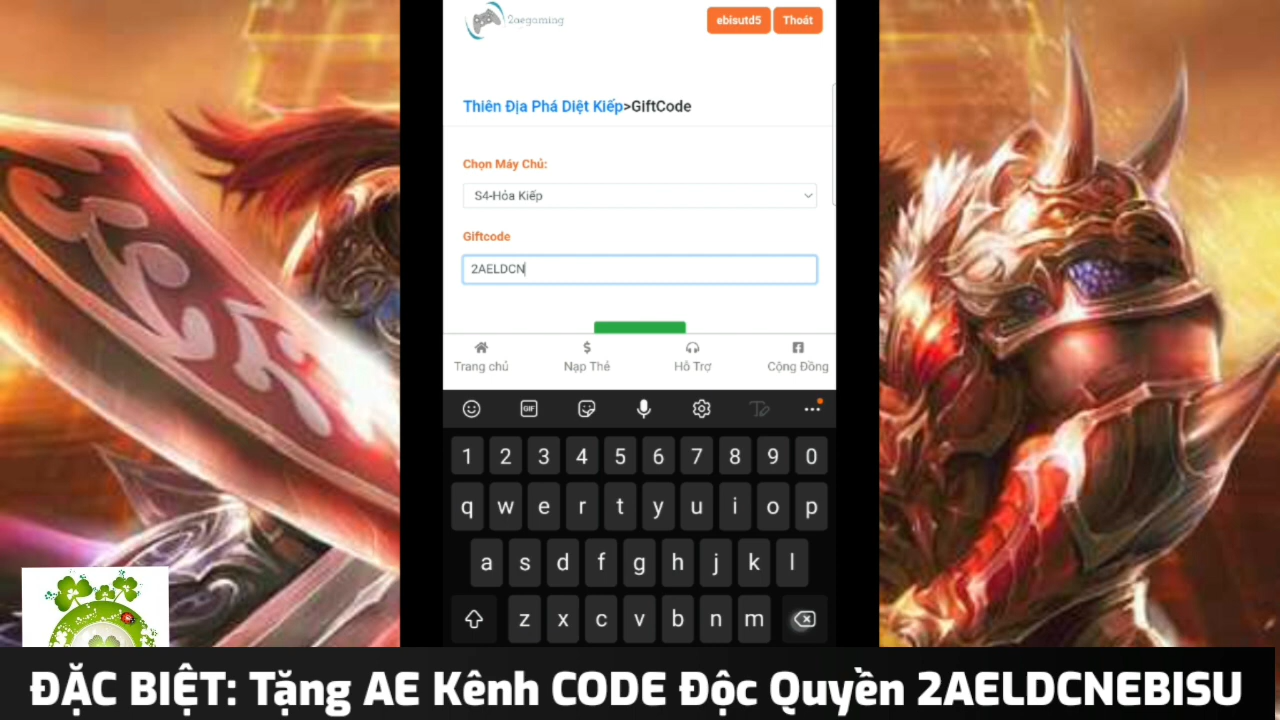 2aegaming
ebisutd5 Thoát
Thiên Địa Phá Diệt Kiếp>GiftCode
Chọn Máy Chủ:
S4-Hỏa Kiếp
Giftcode
2AELDCN
Trang chủ Nạp Thẻ Hỗ Trợ Cộng Đồng
GIF
1 2 3 4 5 6 7 8 9 0
q w e r t y u i o p
a s d f g h j k l
z x c v b n m
ĐẶC BIỆT: Tặng AE Kênh CODE Độc Quyền 2AELDCNEBISU